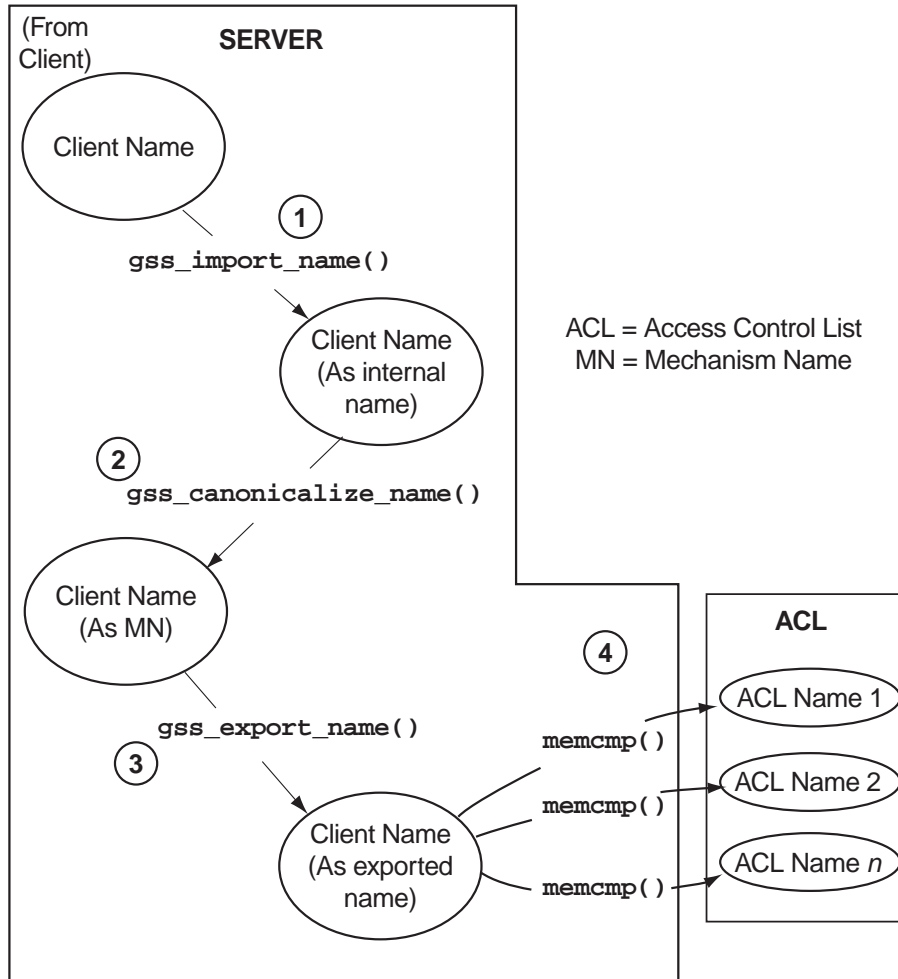 (From
Client)
SERVER
Client Name
1
gss_import_name()
Client Name
(As internal
name)
ACL = Access Control List
MN = Mechanism Name
2
gss_canonicalize_name()
Client Name
(As MN)
3
gss_export_name()
Client Name
(As exported
name)
4
memcmp()
memcmp()
memcmp()
ACL
ACL Name 1
ACL Name 2
ACL Name n